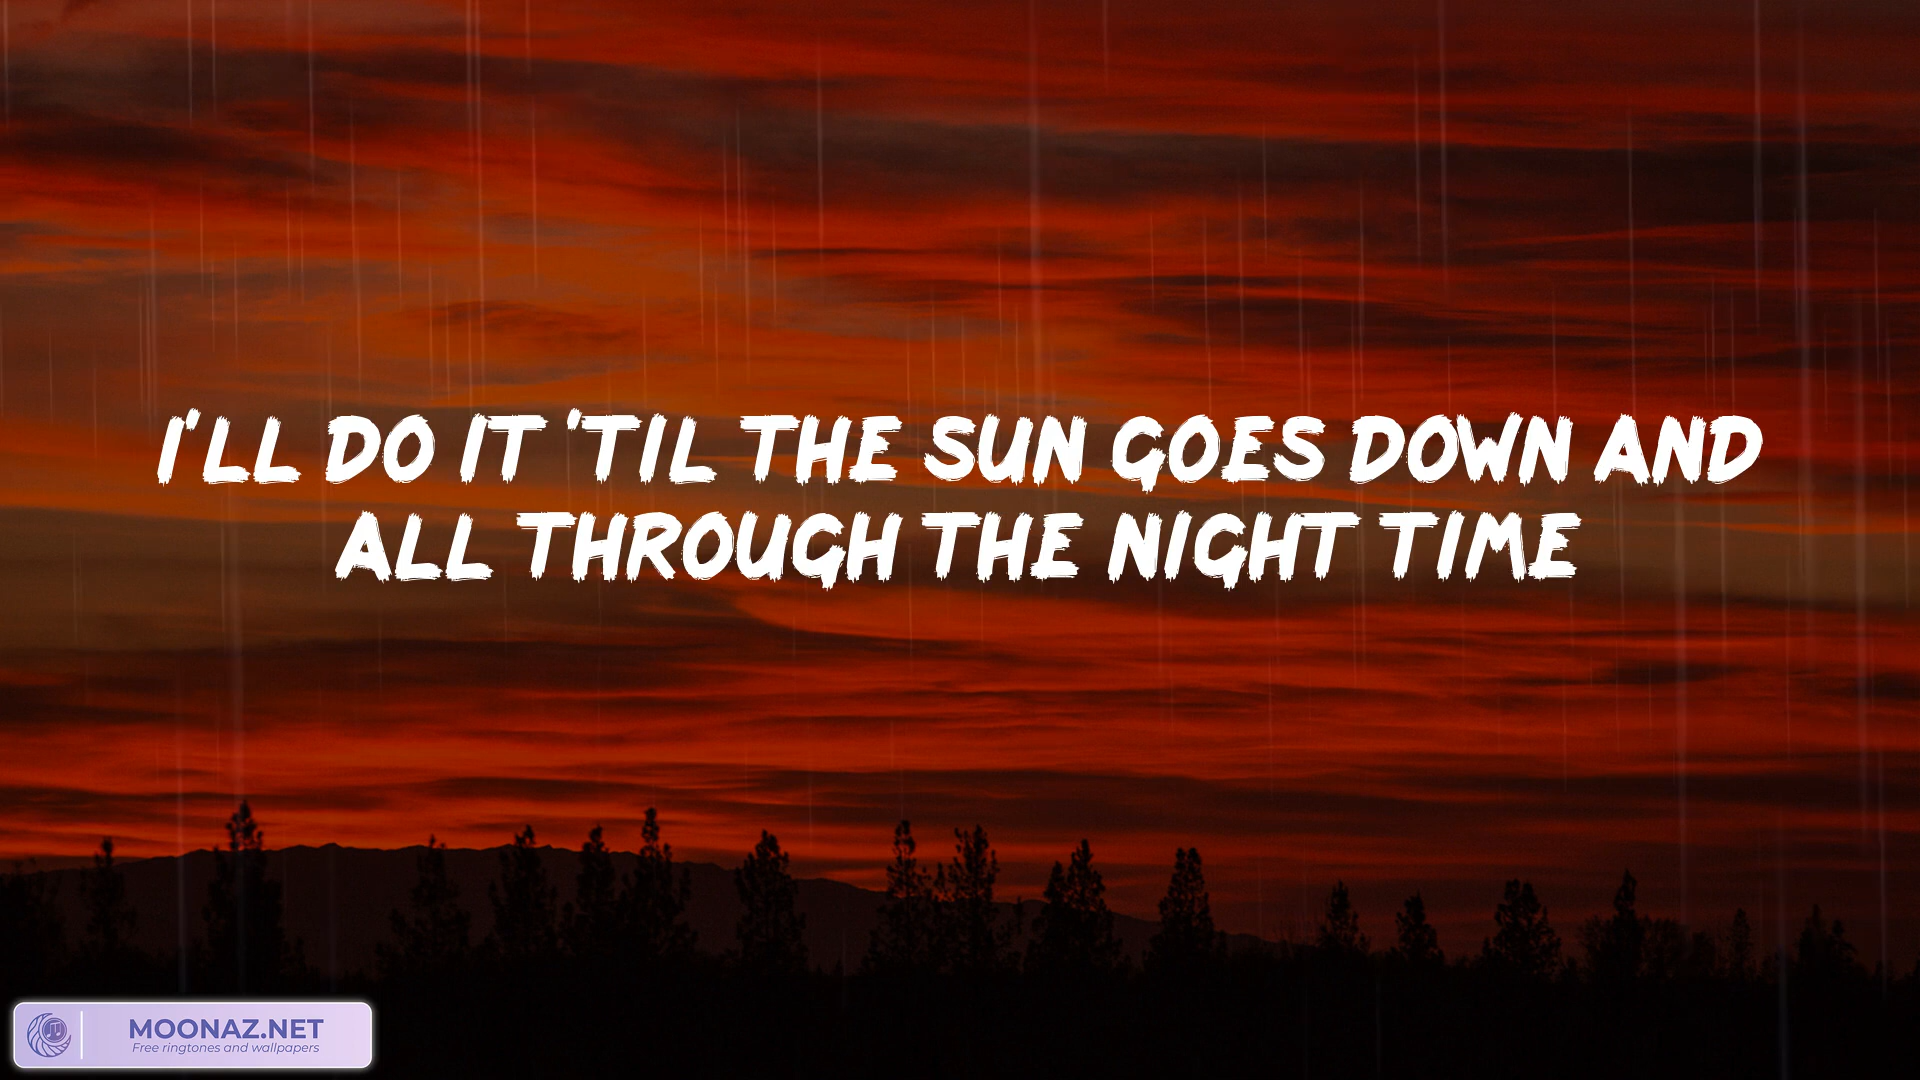 I'LL DO IT 'TIL THE SUN GOES DOWN AND
ALL THROUGH THE NIGHT TIME
MOONAZ.NET
Free ringtones and wallpapers